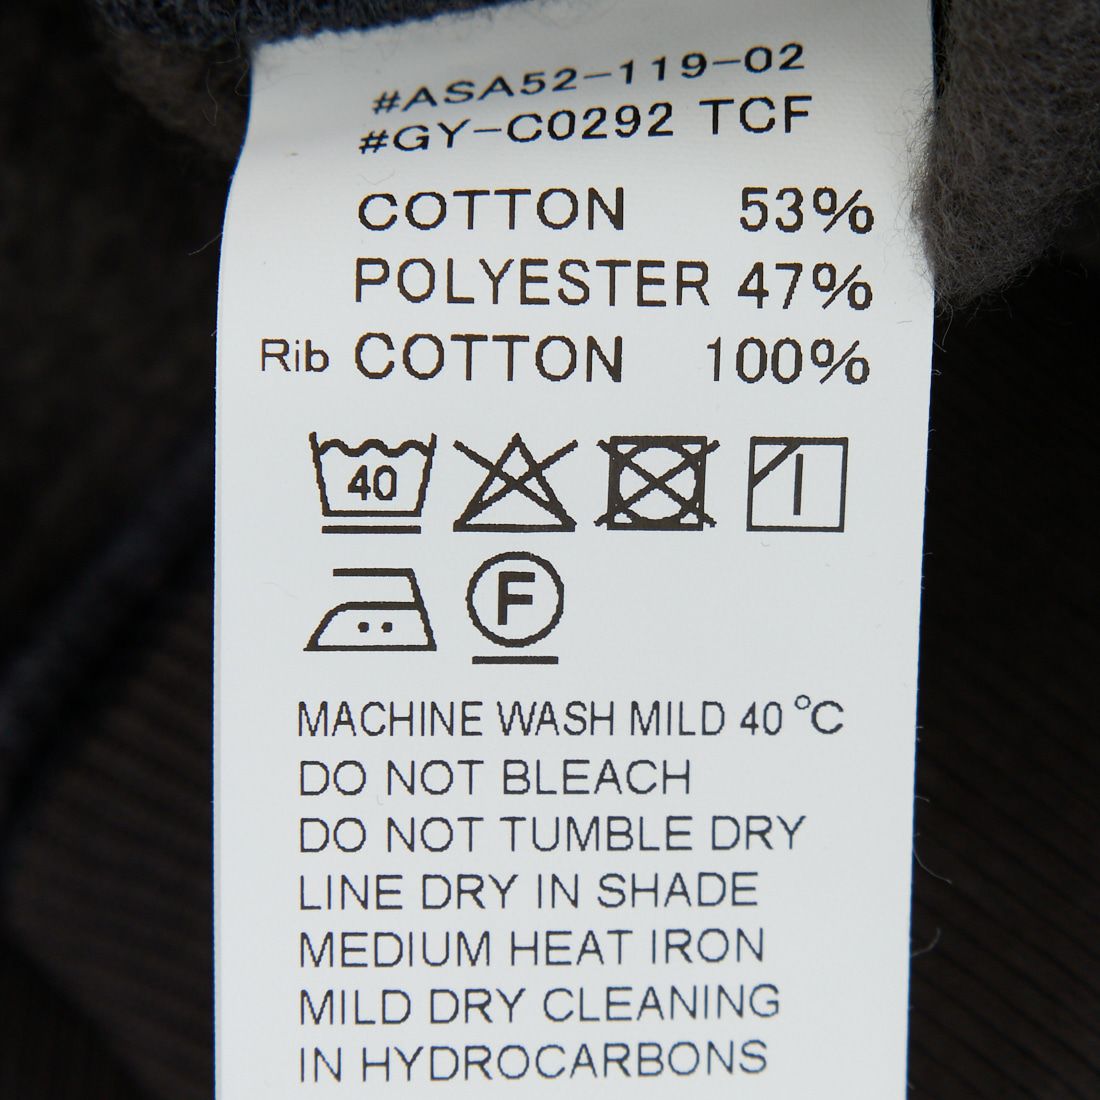 #ASA52-119-02
#GY-C0292 TCF
COTTON 53%
POLYESTER 47%
Rib COTTON 100%
40
F
MACHINE WASH MILD 40°C
DO NOT BLEACH
DO NOT TUMBLE DRY
LINE DRY IN SHADE
MEDIUM HEAT IRON
MILD DRY CLEANING
IN HYDROCARBONS